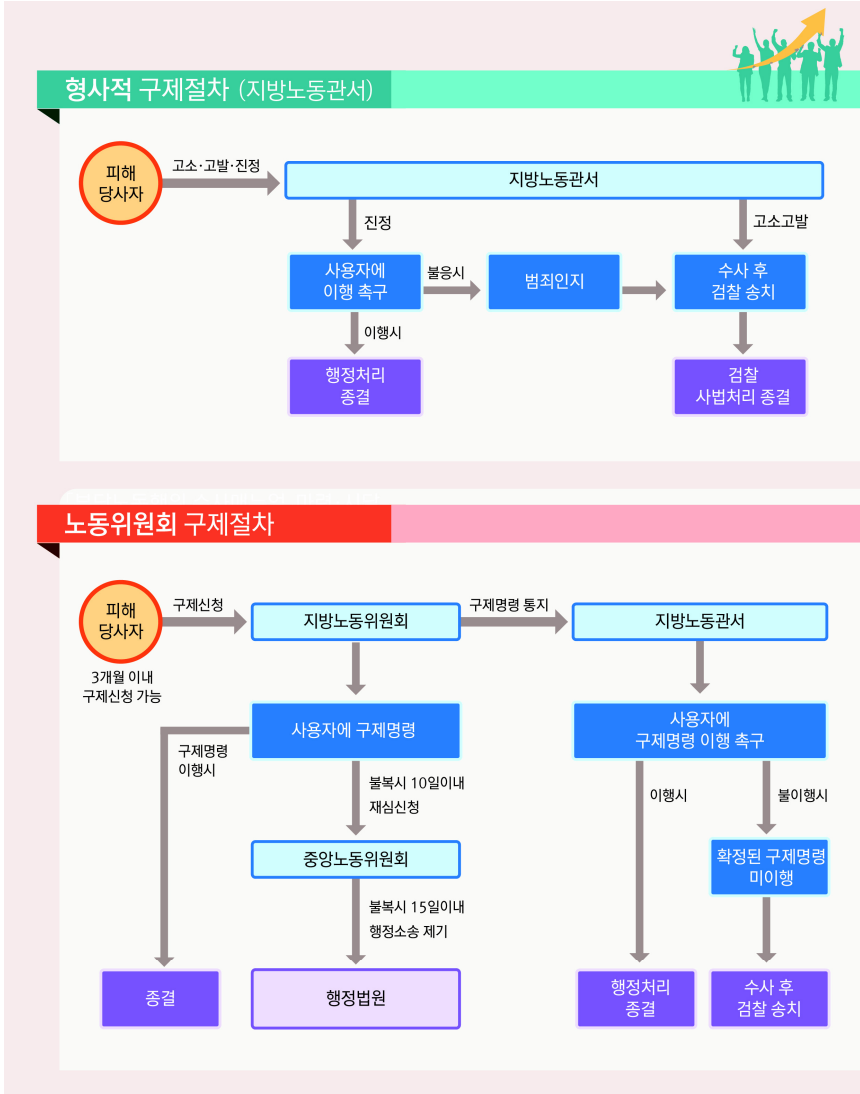 형사적 구제절차 (지방노동관서)
피해
당사자
고소·고발·진정
지방노동관서
진정
고소고발
사용자에
이행 촉구
불응시
범죄인지
수사 후
검찰 송치
이행시
행정처리
종결
검찰
사법처리 종결
노동위원회 구제절차
피해
당사자
3개월 이내
구제신청 가능
구제신청
지방노동위원회
구제명령 통지
지방노동관서
사용자에 구제명령
사용자에
구제명령 이행 촉구
구제명령
이행시
불복시 10일이내
재심신청
이행시
불이행시
중앙노동위원회
확정된 구제명령
미이행
불복시 15일이내
행정소송 제기
종결
행정법원
행정처리
종결
수사 후
검찰 송치